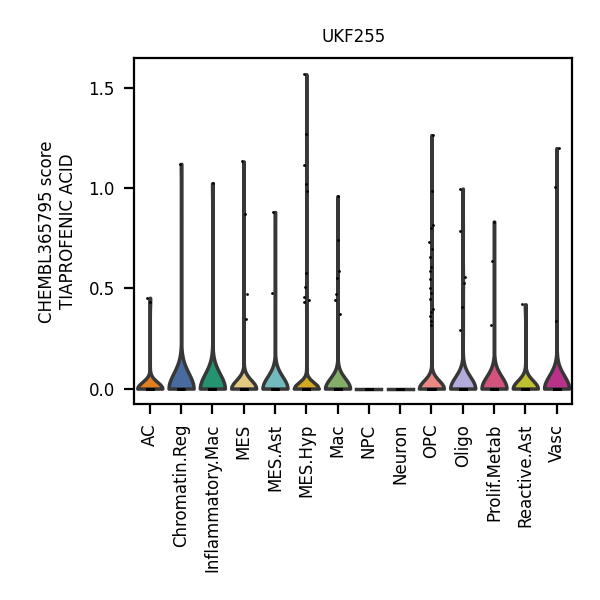 UKF255
CHEMBL365795 score
TIAPROFENIC ACID
1.5
1.0
0.5
0.0
AC
Chromatin.Reg
Inflammatory.Mac
MES
MES.Ast
MES.Hyp
Mac
NPC
Neuron
OPC
Oligo
Prolif.Metab
Reactive.Ast
Vasc